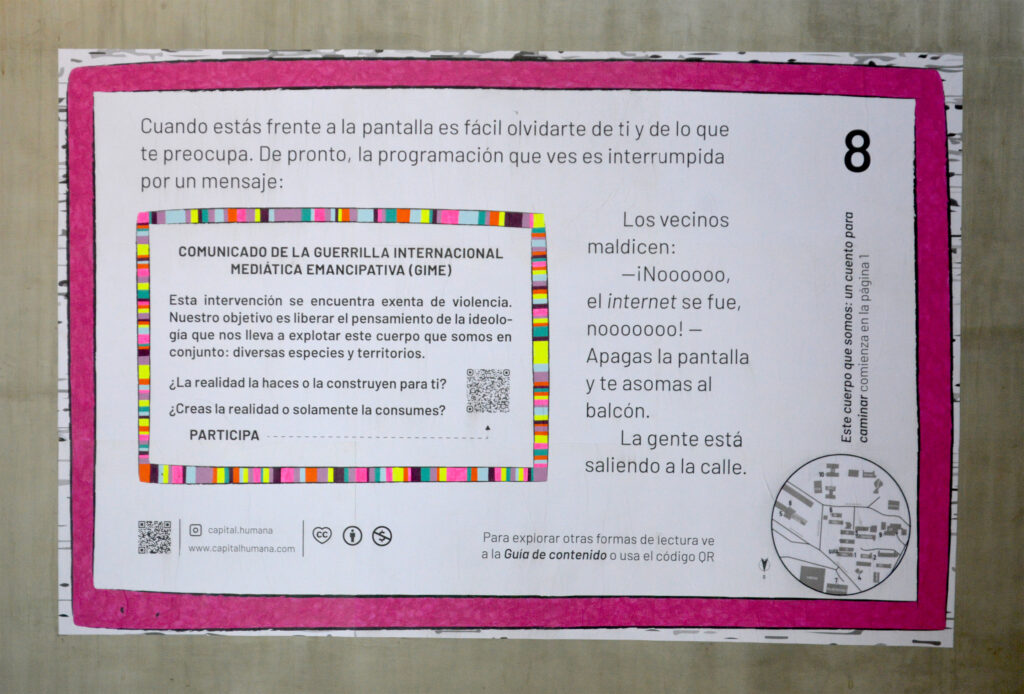 Cuando estás frente a la pantalla es fácil olvidarte de ti y de lo que
te preocupa. De pronto, la programación que ves es interrumpida
por un mensaje:
8
COMUNICADO DE LA GUERRILLA INTERNACIONAL
MEDIÁTICA EMANCIPATIVA (GIME)
Esta intervención se encuentra exenta de violencia.
Nuestro objetivo es liberar el pensamiento de la ideolo-
gía que nos lleva a explotar este cuerpo que somos en
conjunto: diversas especies y territorios.
¿La realidad la haces o la construyen para ti?
¿Creas la realidad o solamente la consumes?
PARTICIPA
Los vecinos
maldicen:
—¡Noooooo,
el internet se fue,
nooooooo! —
Apagas la pantalla
y te asomas al
balcón.
La gente está
saliendo a la calle.
Este cuerpo que somos: un cuento para
caminar comienza en la página 1
capital.humana
www.capitalhumana.com
Para explorar otras formas de lectura ve
a la Guía de contenido o usa el código QR